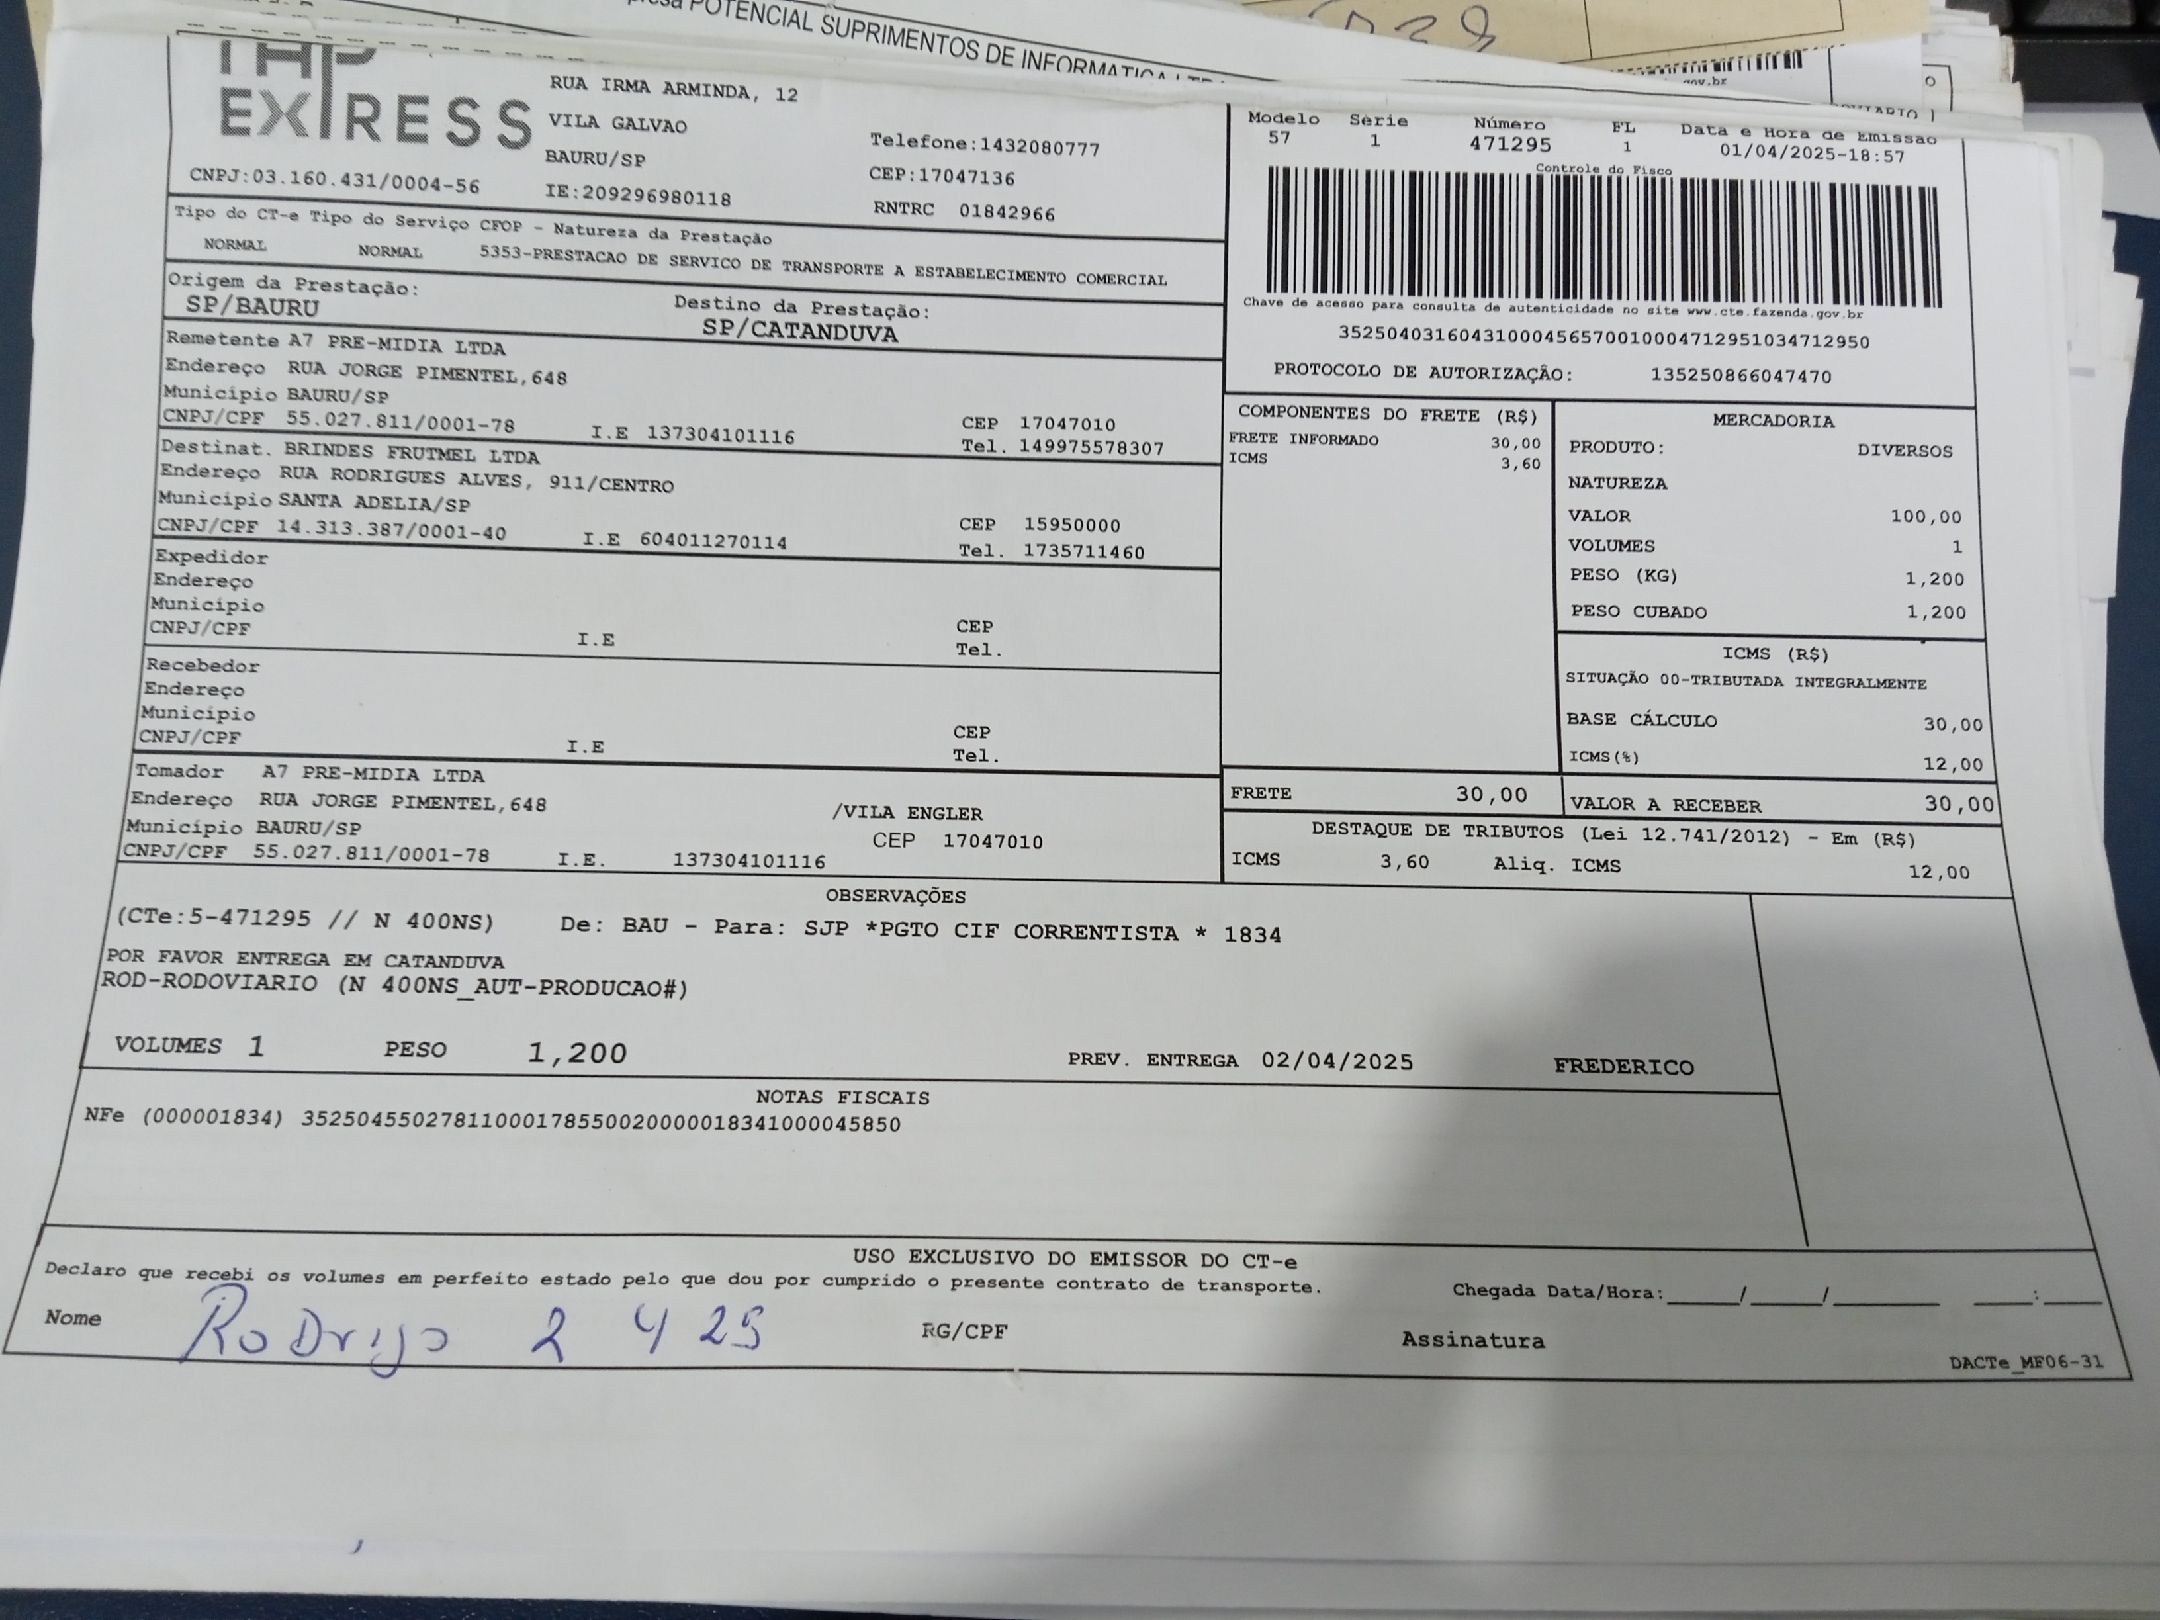 POTENCIAL SUPRIMENTOS DE INFORMATICA
gov.br
TAP
EXPRESS
RUA IRMA ARMINDA, 12
VILA GALVAO
BAURU/SP
Telefone:1432080777
CEP:17047136
CNPJ:03.160.431/0004-56
IE:209296980118
RNTRC 01842966
Modelo Série Número FL Data e Hora de Emissão
57 1 471295 1 01/04/2025-18:57
Controle do Fisco
Chave de acesso para consulta de autenticidade no site www.cte.fazenda.gov.br
35250403160431000456570010004712951034712950
PROTOCOLO DE AUTORIZAÇÃO: 135250866047470
Tipo do CT-e Tipo do Serviço CFOP - Natureza da Prestação
NORMAL NORMAL 5353-PRESTACAO DE SERVICO DE TRANSPORTE A ESTABELECIMENTO COMERCIAL
Origem da Prestação: Destino da Prestação:
SP/BAURU SP/CATANDUVA
Remetente A7 PRE-MIDIA LTDA
Endereço RUA JORGE PIMENTEL,648
Município BAURU/SP CEP 17047010
CNPJ/CPF 55.027.811/0001-78 I.E 137304101116 Tel. 149975578307
Destinat. BRINDES FRUTMEL LTDA
Endereço RUA RODRIGUES ALVES, 911/CENTRO
Município SANTA ADELIA/SP CEP 15950000
CNPJ/CPF 14.313.387/0001-40 I.E 604011270114 Tel. 1735711460
Expedidor
Endereço
Município CEP
CNPJ/CPF I.E Tel.
Recebedor
Endereço
Município CEP
CNPJ/CPF I.E Tel.
Tomador A7 PRE-MIDIA LTDA
Endereço RUA JORGE PIMENTEL,648 /VILA ENGLER
Município BAURU/SP CEP 17047010
CNPJ/CPF 55.027.811/0001-78 I.E. 137304101116
COMPONENTES DO FRETE (R$)
FRETE INFORMADO 30,00
ICMS 3,60
MERCADORIA
PRODUTO: DIVERSOS
NATUREZA
VALOR 100,00
VOLUMES 1
PESO (KG) 1,200
PESO CUBADO 1,200
ICMS (R$)
SITUAÇÃO 00-TRIBUTADA INTEGRALMENTE
BASE CÁLCULO 30,00
ICMS(%) 12,00
FRETE 30,00 VALOR A RECEBER 30,00
DESTAQUE DE TRIBUTOS (Lei 12.741/2012) - Em (R$)
ICMS 3,60 Aliq. ICMS 12,00
OBSERVAÇÕES
(CTe:5-471295 // N 400NS) De: BAU - Para: SJP *PGTO CIF CORRENTISTA * 1834
POR FAVOR ENTREGA EM CATANDUVA
ROD-RODOVIARIO (N 400NS_AUT-PRODUCAO#)
VOLUMES 1 PESO 1,200 PREV. ENTREGA 02/04/2025 FREDERICO
NOTAS FISCAIS
NFe (000001834) 35250455027811000178550020000018341000045850
USO EXCLUSIVO DO EMISSOR DO CT-e
Declaro que recebi os volumes em perfeito estado pelo que dou por cumprido o presente contrato de transporte. Chegada Data/Hora:_____/_____/_______ ____:____
Nome Rodrigo 2 4 25 RG/CPF Assinatura
DACTe_MF06-31